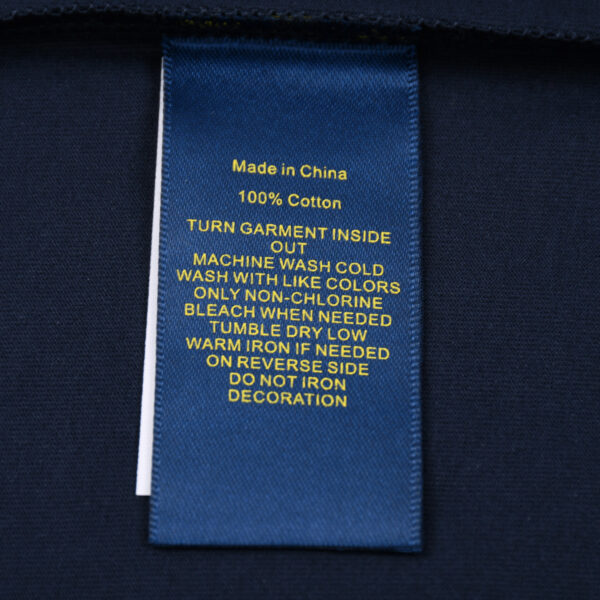 Made in China
100% Cotton
TURN GARMENT INSIDE
OUT
MACHINE WASH COLD
WASH WITH LIKE COLORS
ONLY NON-CHLORINE
BLEACH WHEN NEEDED
TUMBLE DRY LOW
WARM IRON IF NEEDED
ON REVERSE SIDE
DO NOT IRON
DECORATION